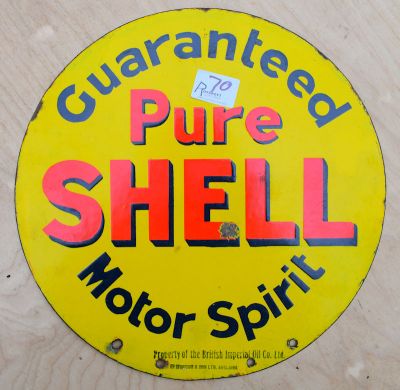 Guaranteed
70
Pure
SHELL
Motor Spirit
Property of the British Imperial Oil Co. Ltd.